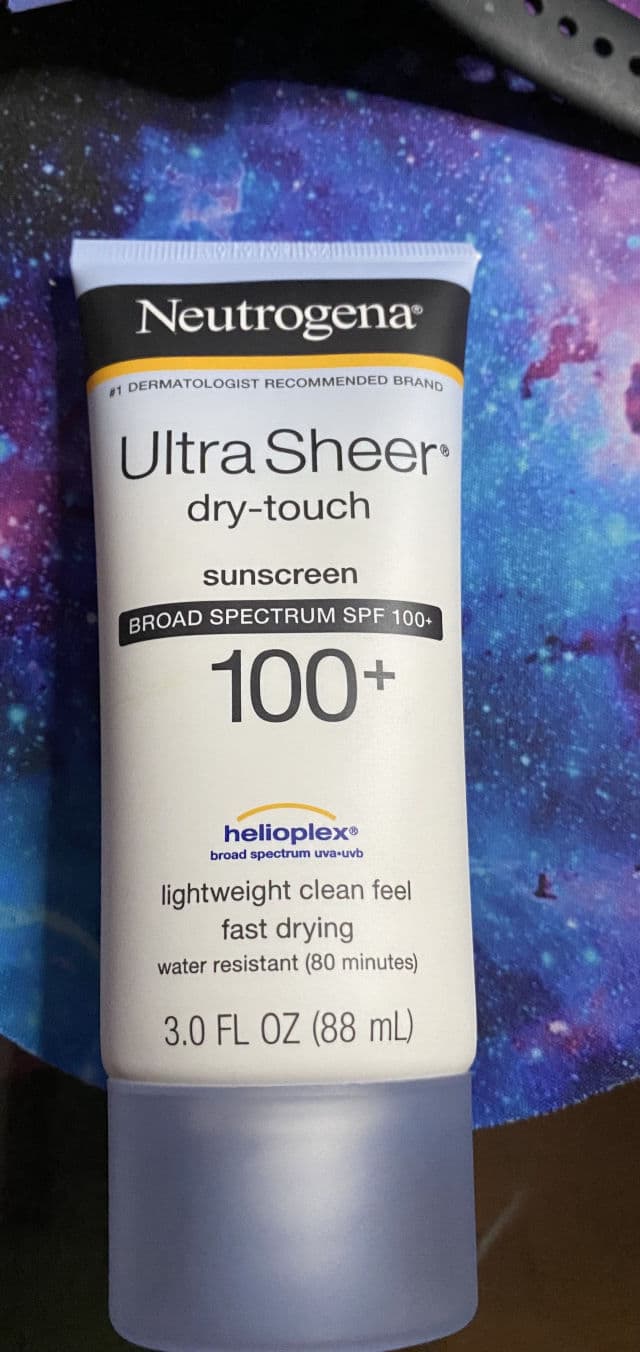 Neutrogena®
#1 DERMATOLOGIST RECOMMENDED BRAND
Ultra Sheer®
dry-touch
sunscreen
BROAD SPECTRUM SPF 100+
100+
helioplex®
broad spectrum uva•uvb
lightweight clean feel
fast drying
water resistant (80 minutes)
3.0 FL OZ (88 mL)